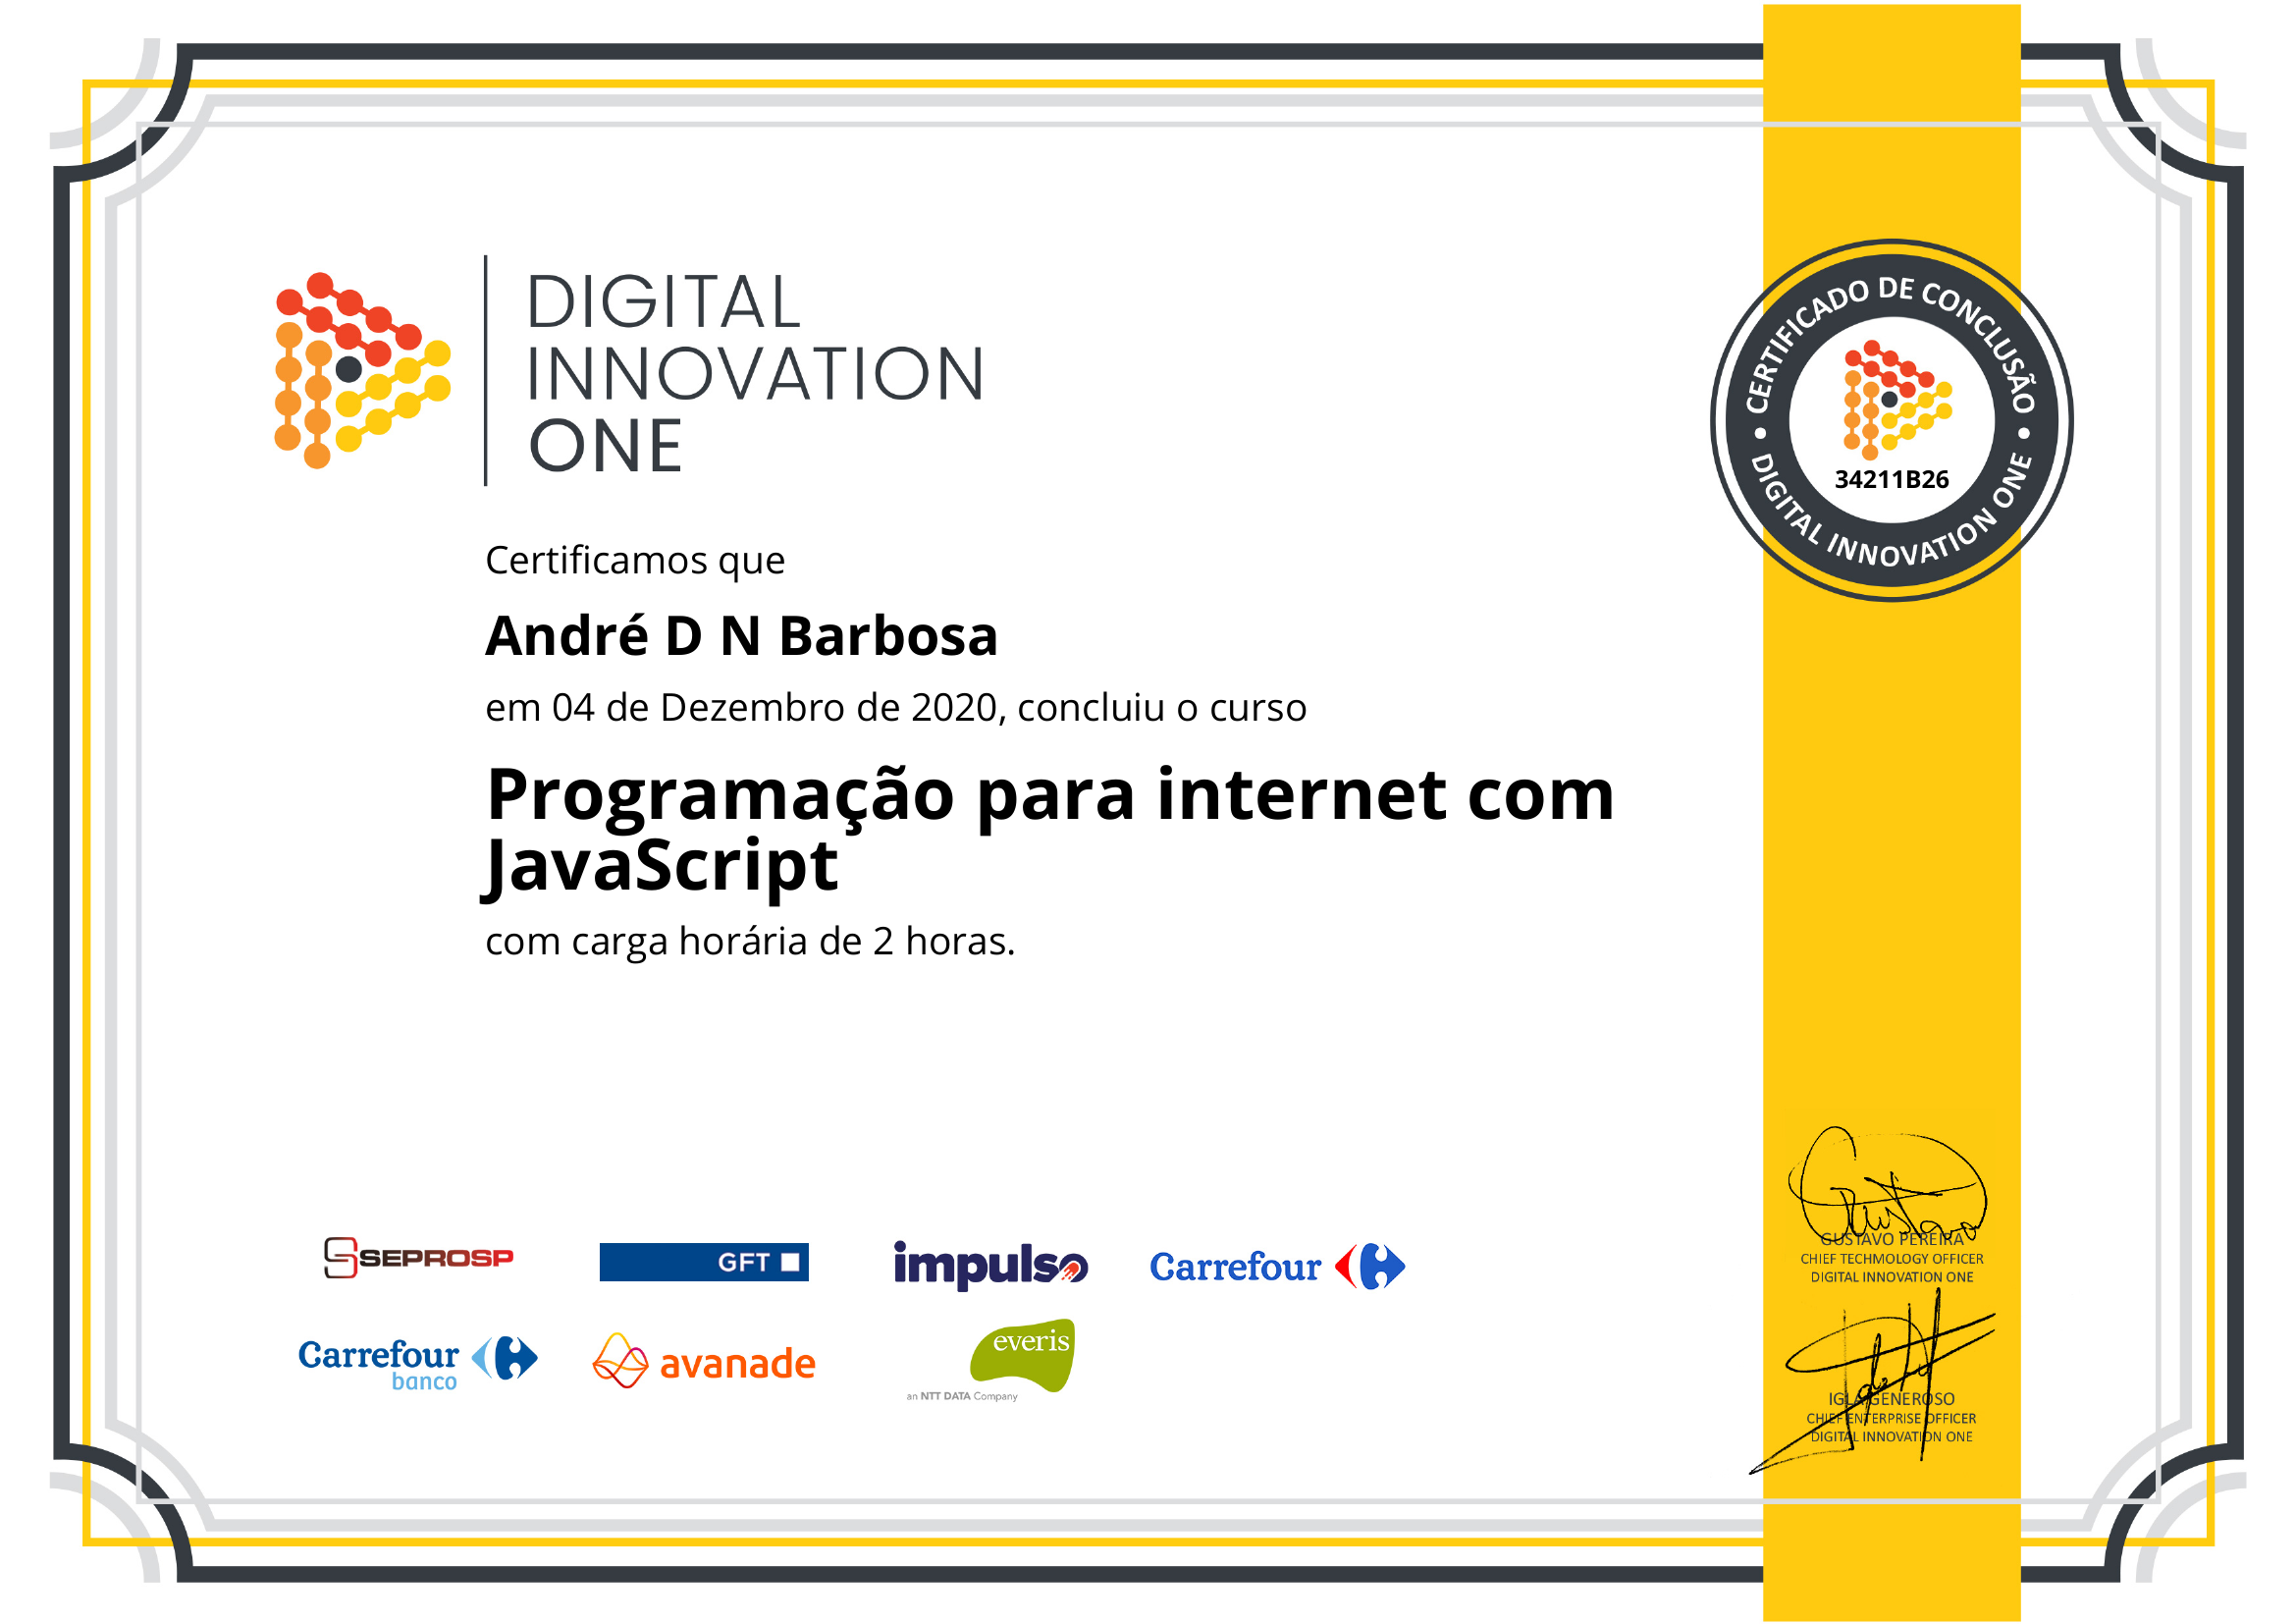 DIGITAL
INNOVATION
ONE
CERTIFICADO DE CONCLUSÃO
34211B26
• DIGITAL INNOVATION ONE •
Certificamos que
André D N Barbosa
em 04 de Dezembro de 2020, concluiu o curso
Programação para internet com
JavaScript
com carga horária de 2 horas.
Gustavo
GUSTAVO PEREIRA
CHIEF TECHMOLOGY OFFICER
DIGITAL INNOVATION ONE
SEPROSP
GFT
impulso
Carrefour
Carrefour
banco
avanade
everis
an NTT DATA Company
IGLA GENEROSO
CHIEF ENTERPRISE OFFICER
DIGITAL INNOVATION ONE